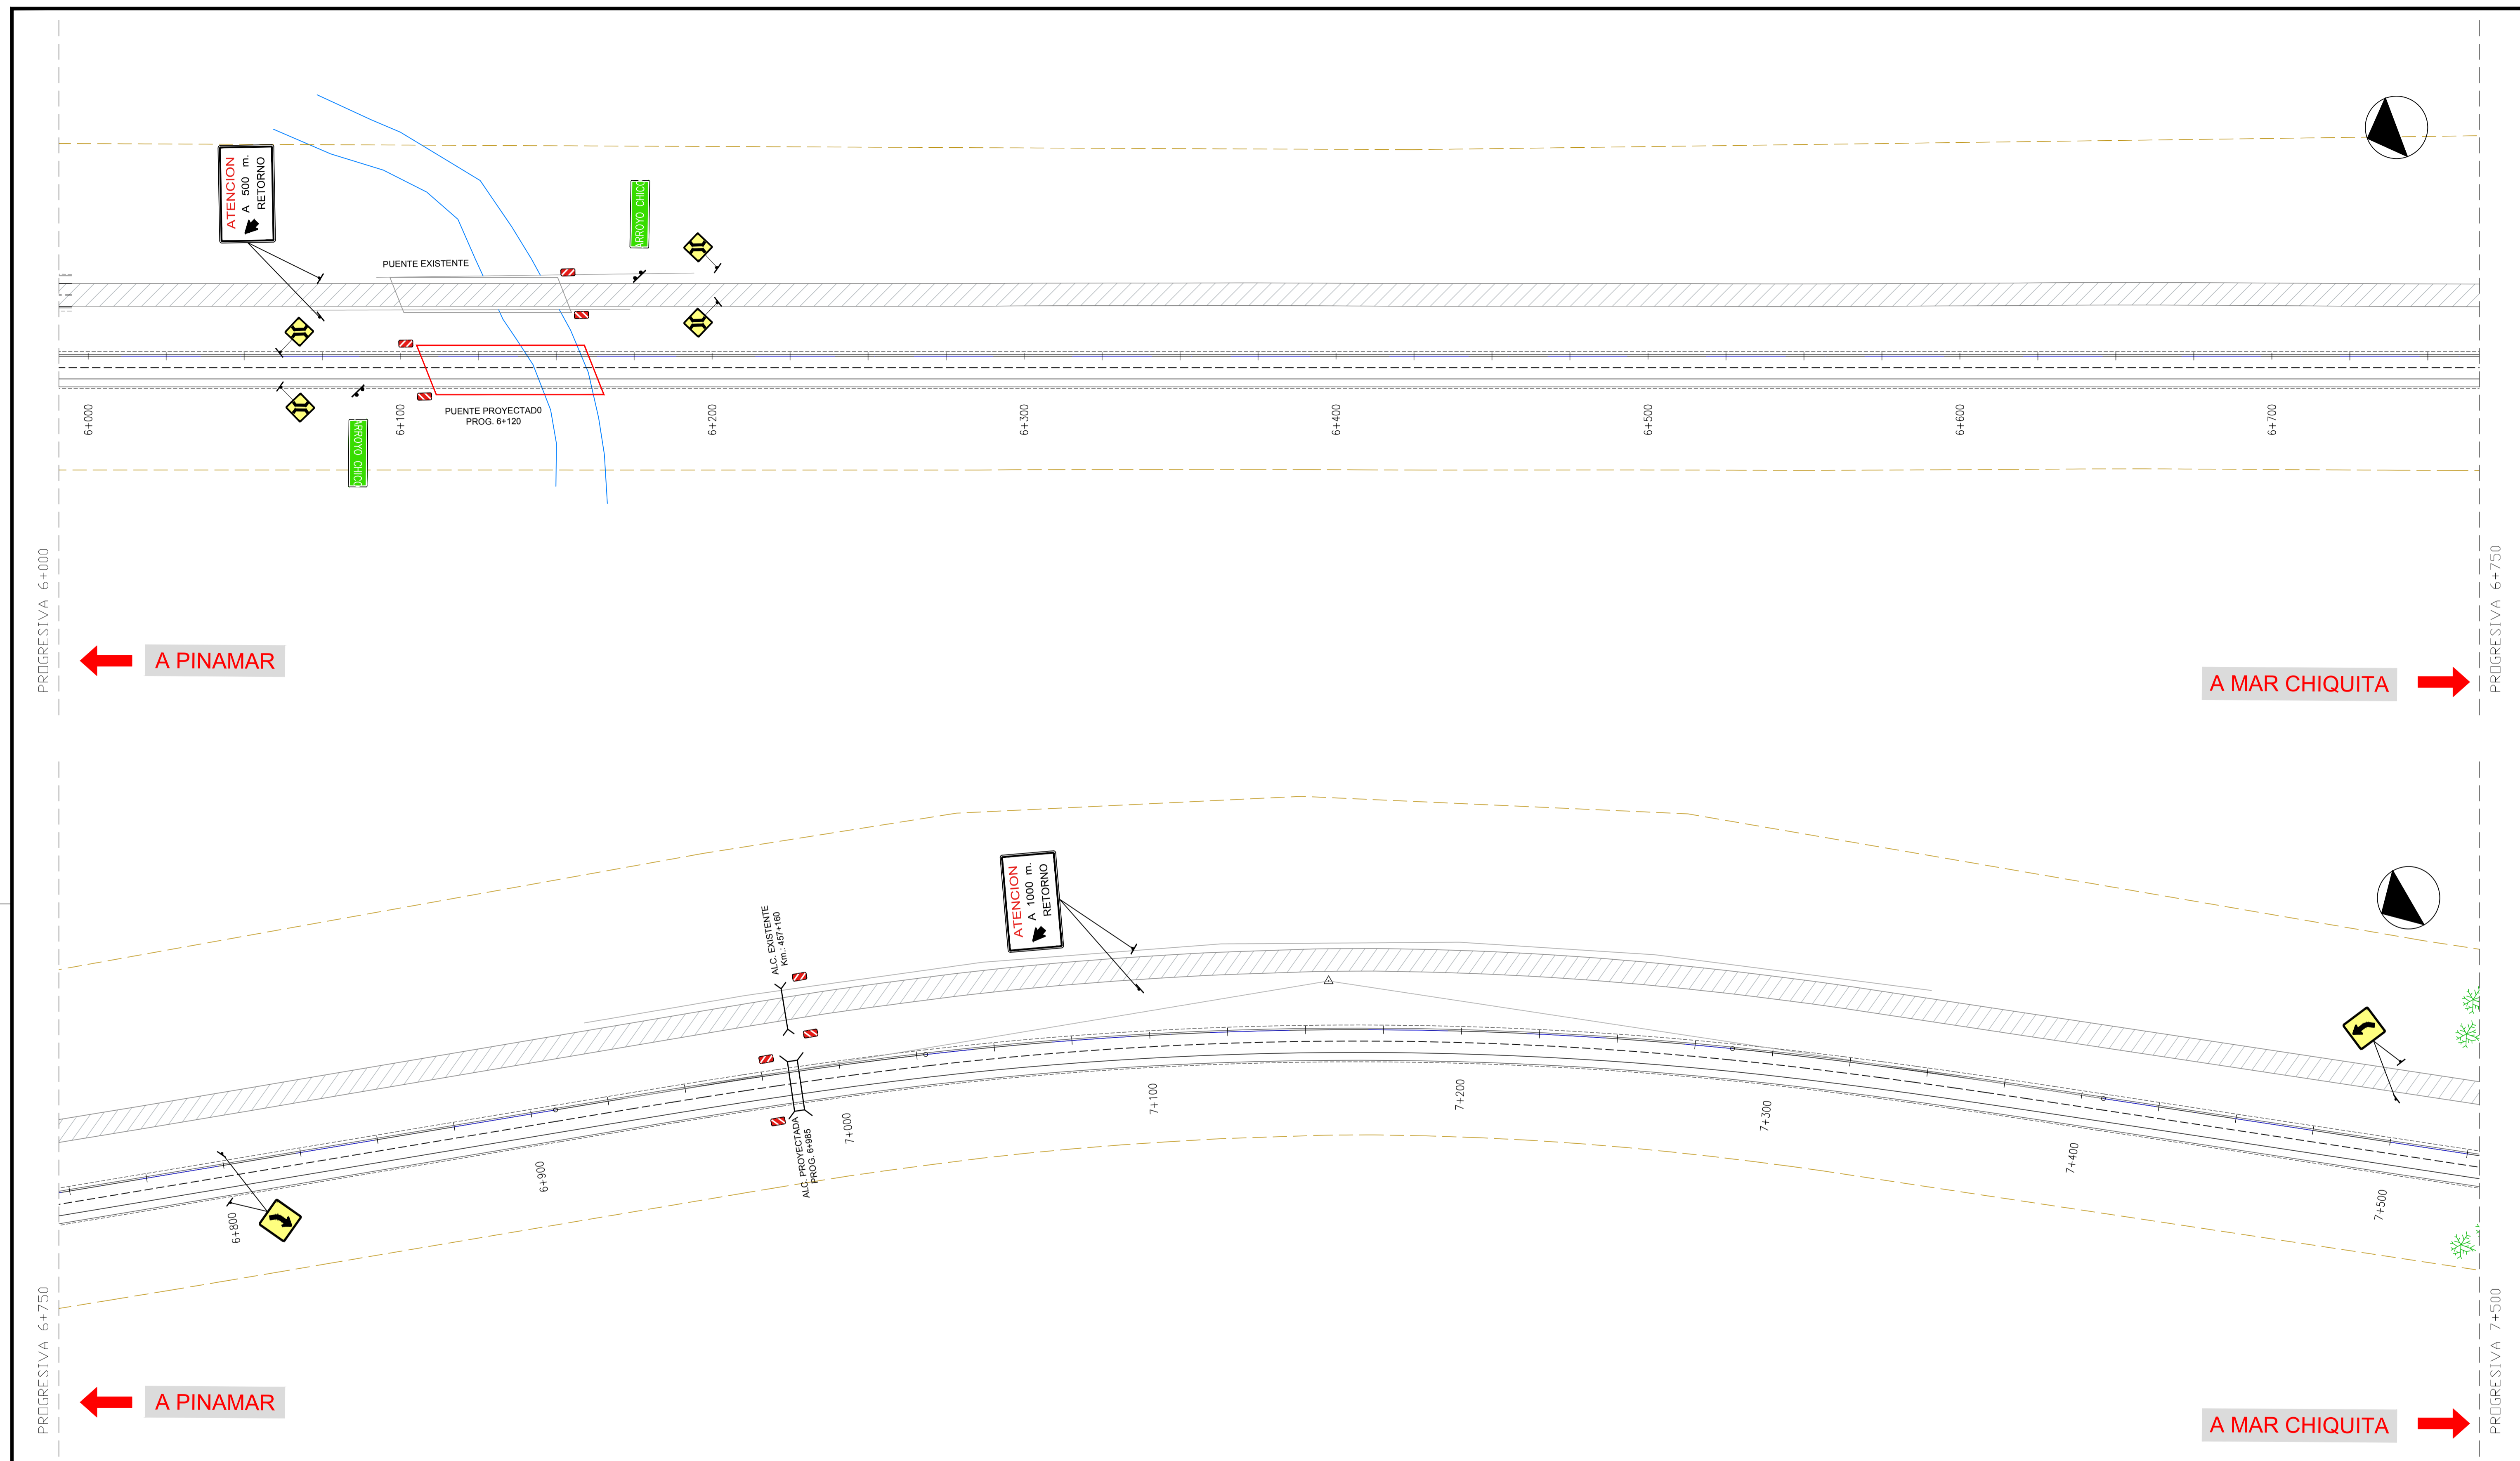 ATENCION
A 500 m.
RETORNO
ARROYO CHICO
PUENTE EXISTENTE
PUENTE PROYECTAD0
PROG. 6+120
ARROYO CHICO
6+000
6+100
6+200
6+300
6+400
6+500
6+600
6+700
PROGRESIVA 6+000
PROGRESIVA 6+750
A PINAMAR
A MAR CHIQUITA
ATENCION
A 1000 m.
RETORNO
ALC. EXISTENTE
Km.: 457+160
ALC. PROYECTADA
PROG. 6+985
6+800
6+900
7+000
7+100
7+200
7+300
7+400
7+500
PROGRESIVA 6+750
PROGRESIVA 7+500
A PINAMAR
A MAR CHIQUITA